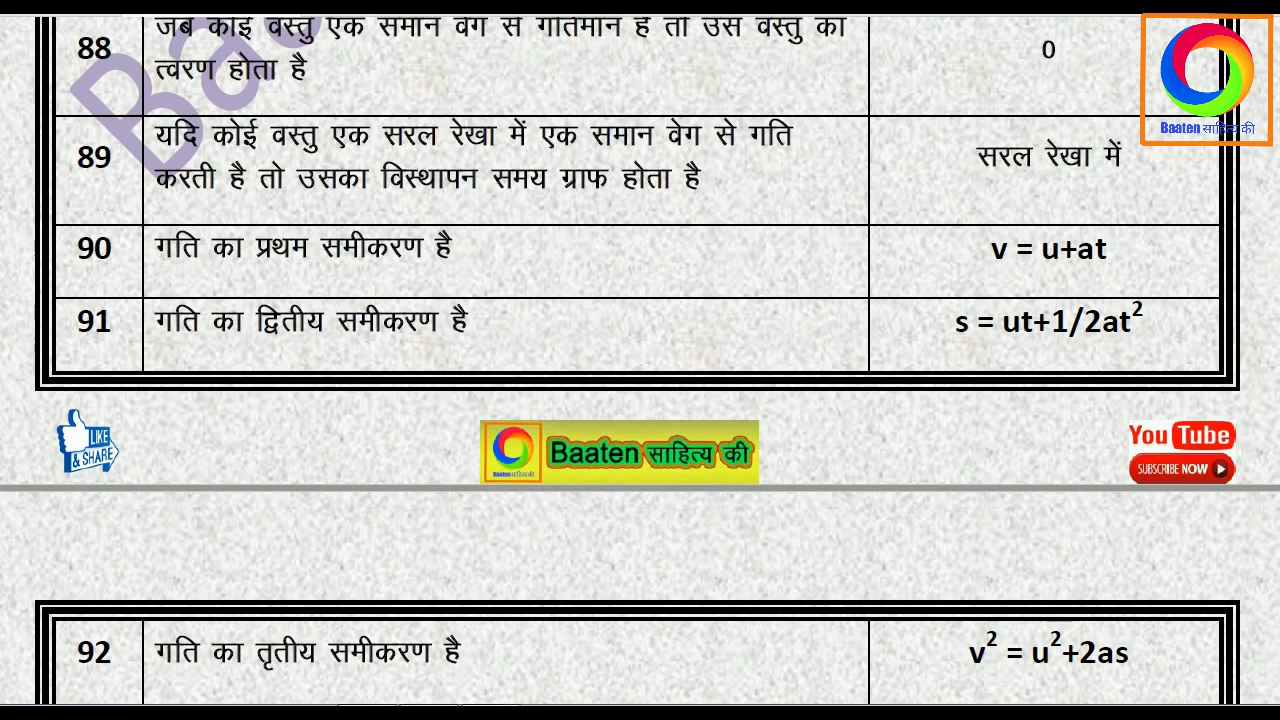 88
जब कोई वस्तु एक समान वेग से गतिमान है तो उस वस्तु का
त्वरण होता है
0
Baaten साहित्य की
89
यदि कोई वस्तु एक सरल रेखा में एक समान वेग से गति
करती है तो उसका विस्थापन समय ग्राफ होता है
सरल रेखा में
90
गति का प्रथम समीकरण है
v = u+at
91
गति का द्वितीय समीकरण है
s = ut+1/2at²
LIKE
& SHARE
Baaten साहित्य की
Baaten साहित्य की
YouTube
SUBSCRIBE NOW
92
गति का तृतीय समीकरण है
v² = u²+2as